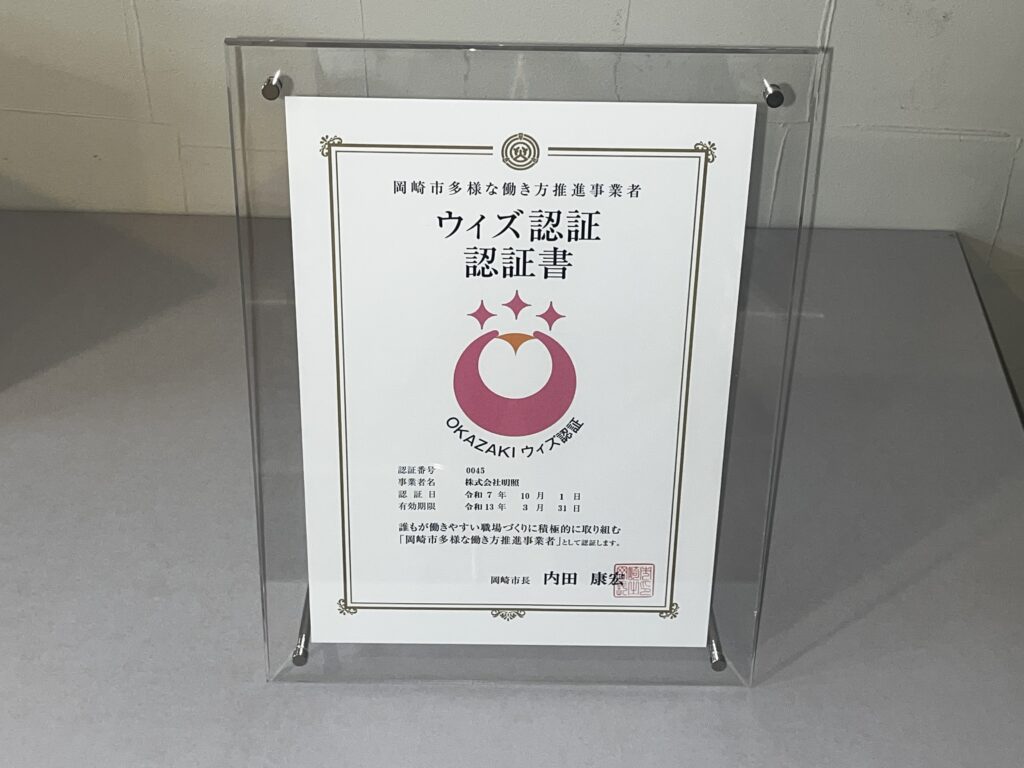 岡崎市多様な働き方推進事業者
ウィズ認証
認証書
OKAZAKI ウィズ認証
認証番号 0045
事業者名 株式会社明照
認証日 令和7年 10月 1日
有効期限 令和13年 3月 31日
誰もが働きやすい職場づくりに積極的に取り組む
「岡崎市多様な働き方推進事業者」として認証します。
岡崎市長 内田 康宏